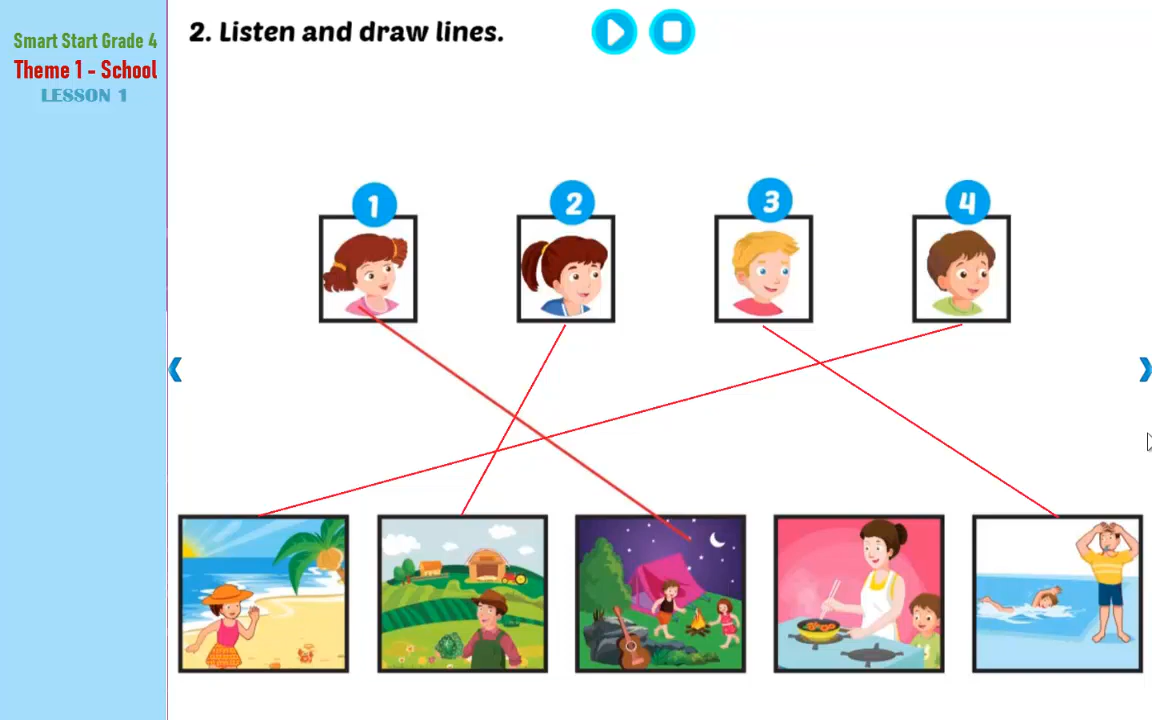 Smart Start Grade 4
Theme 1 - School
LESSON 1
2. Listen and draw lines.
1
2
3
4